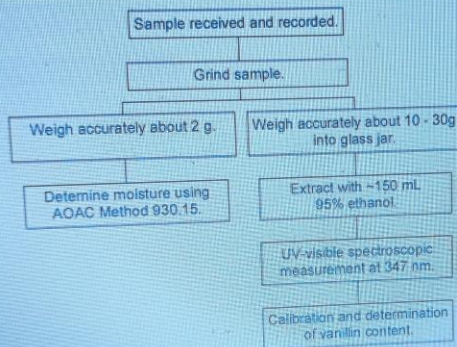 Sample received and recorded.
Grind sample.
Weigh accurately about 2 g.
Determine moisture using
AOAC Method 930.15.
Weigh accurately about 10 - 30g
into glass jar.
Extract with ~150 mL
95% ethanol.
UV-visible spectroscopic
measurement at 347 nm.
Calibration and determination
of vanillin content.